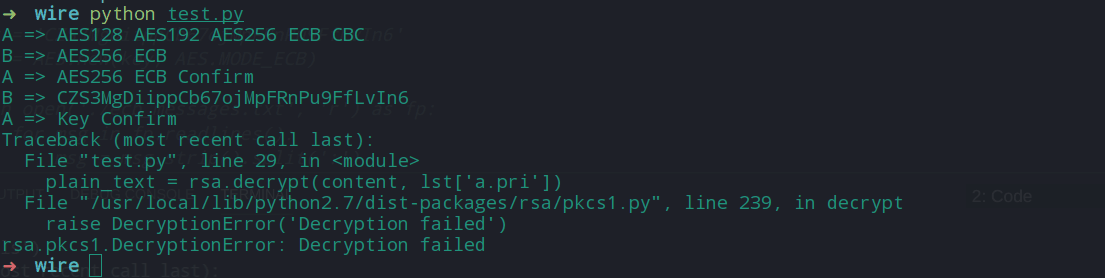 ➜ wire python test.py
A => AES128 AES192 AES256 ECB CBC
B => AES256 ECB
A => AES256 ECB Confirm
B => CZS3MgDiippCb67ojMpFRnPu9FfLvIn6
A => Key Confirm
Traceback (most recent call last):
  File "test.py", line 29, in <module>
    plain_text = rsa.decrypt(content, lst['a.pri'])
  File "/usr/local/lib/python2.7/dist-packages/rsa/pkcs1.py", line 239, in decrypt
    raise DecryptionError('Decryption failed')
rsa.pkcs1.DecryptionError: Decryption failed
➜ wire
2: Code